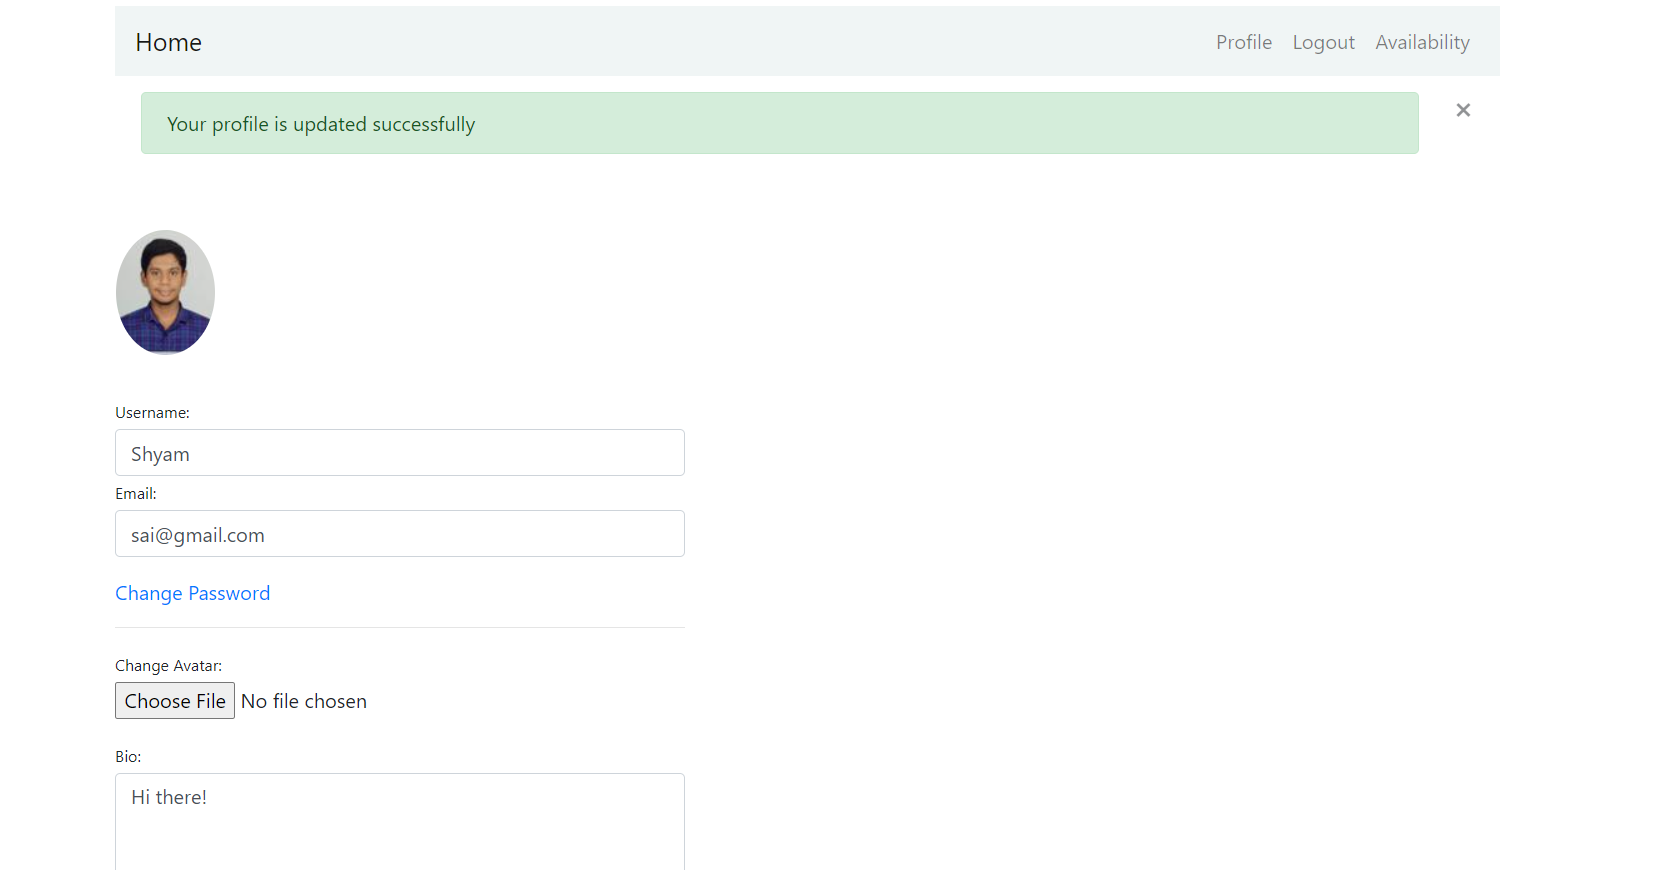 Home Profile Logout Availability
Your profile is updated successfully ×
Username:
Shyam
Email:
sai@gmail.com
Change Password
Change Avatar:
Choose File No file chosen
Bio:
Hi there!